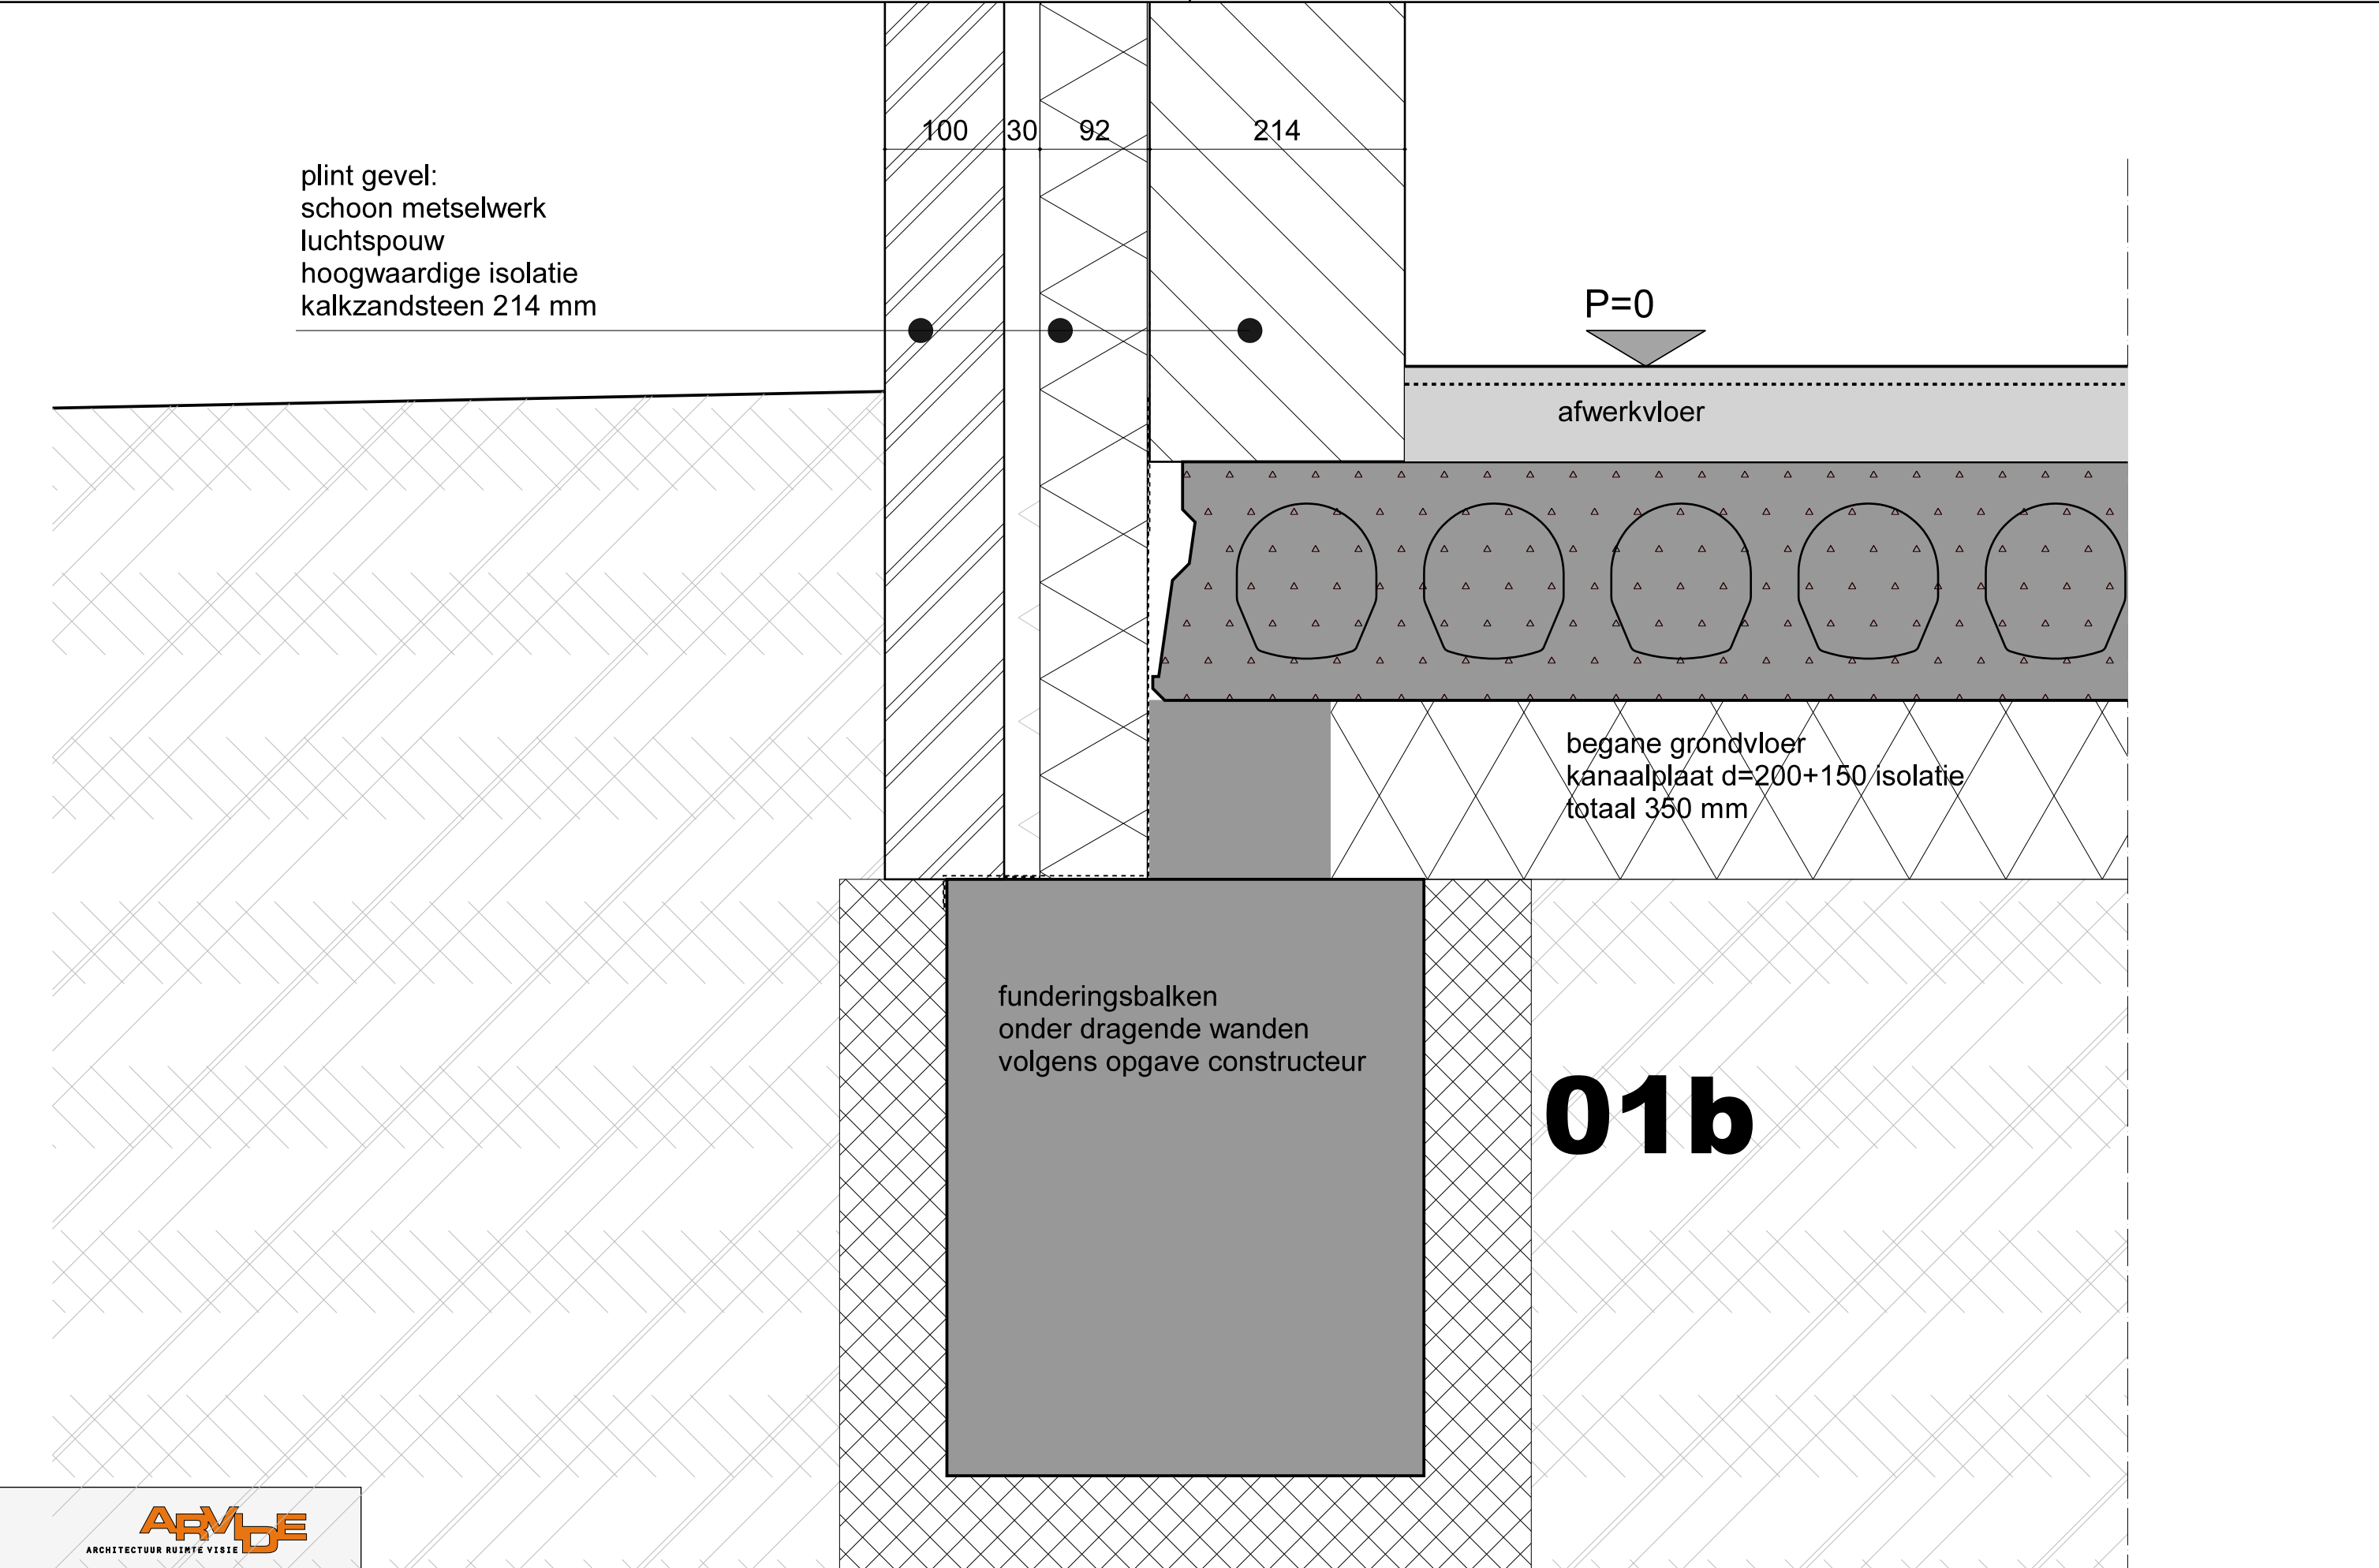 100 30 92 214
plint gevel:
schoon metselwerk
luchtspouw
hoogwaardige isolatie
kalkzandsteen 214 mm
P=0
afwerkvloer
begane grondvloer
kanaalplaat d=200+150 isolatie
totaal 350 mm
funderingsbalken
onder dragende wanden
volgens opgave constructeur
01b
ARVIDE
ARCHITECTUUR RUIMTE VISIE